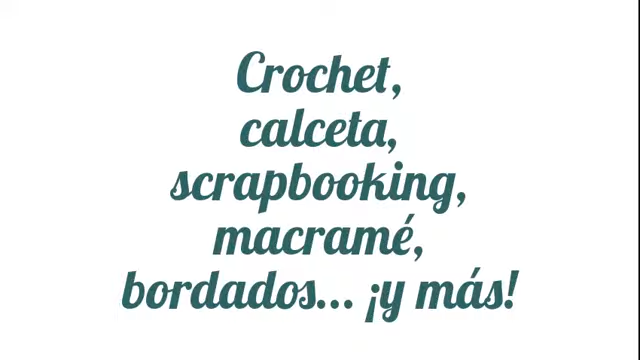 Crochet,
calceta,
scrapbooking,
macramé,
bordados... ¡y más!